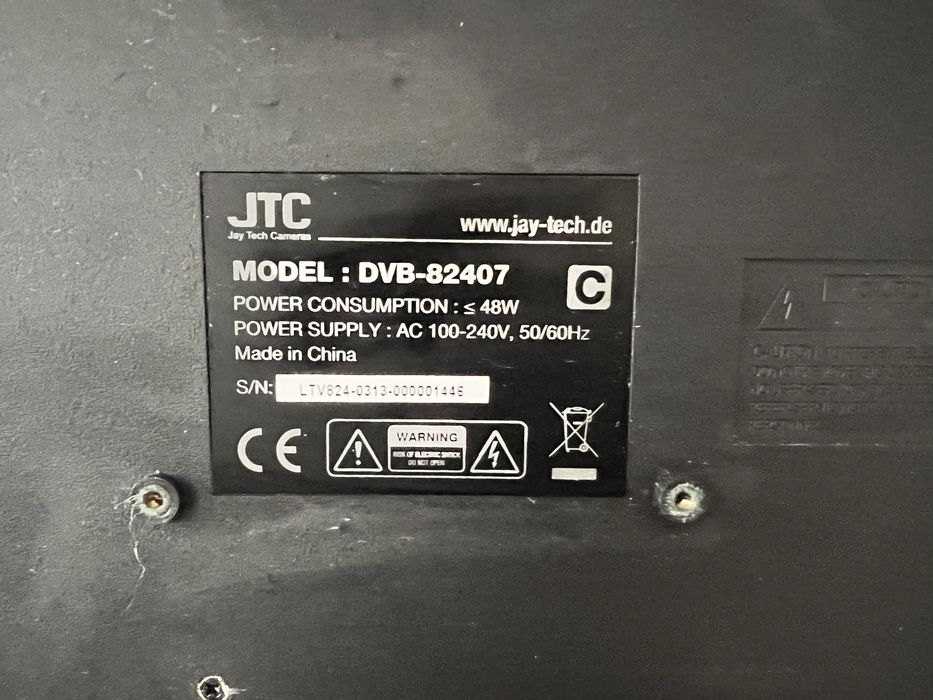 JTC
Jay Tech Cameras
www.jay-tech.de
MODEL : DVB-82407
C
POWER CONSUMPTION : ≤ 48W
POWER SUPPLY : AC 100-240V, 50/60Hz
Made in China
S/N: LTV824-0313-000001446
CE
WARNING
RISK OF ELECTRIC SHOCK
DO NOT OPEN